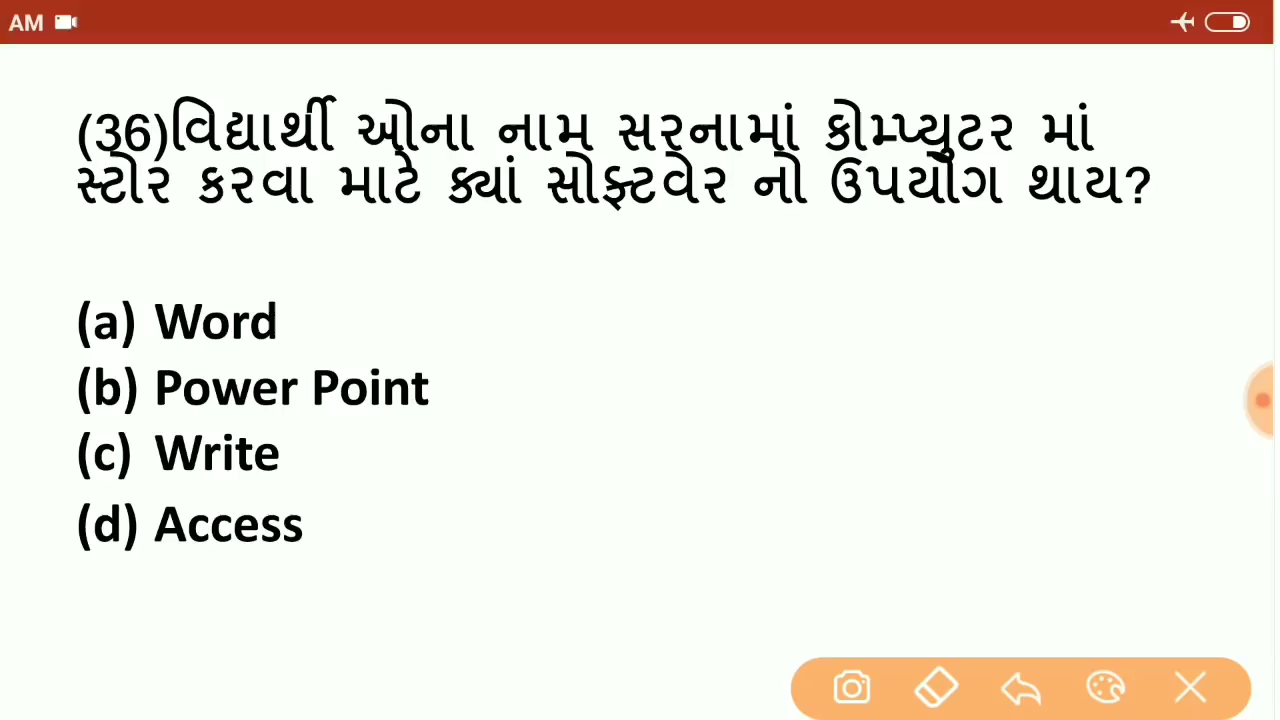 AM
(36)વિદ્યાર્થી ઓના નામ સરનામાં કોમ્પ્યુટર માં
સ્ટોર કરવા માટે ક્યાં સોફ્ટવેર નો ઉપયોગ થાય?
(a) Word
(b) Power Point
(c) Write
(d) Access